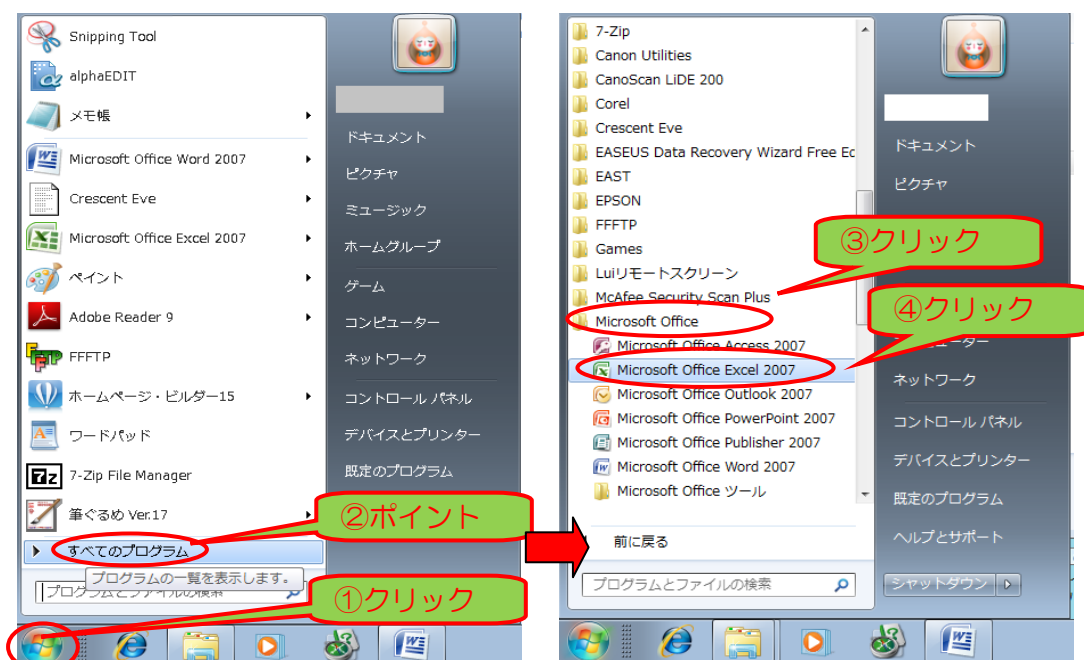 Snipping Tool
alphaEDIT
メモ帳
Microsoft Office Word 2007
Crescent Eve
Microsoft Office Excel 2007
ペイント
Adobe Reader 9
FFFTP
ホームページ・ビルダー15
ワードパッド
7-Zip File Manager
筆ぐるめ Ver.17
すべてのプログラム
プログラムの一覧を表示します。
プログラムとファイルの検索
ドキュメント
ピクチャ
ミュージック
ホームグループ
ゲーム
コンピューター
ネットワーク
コントロール パネル
デバイスとプリンター
既定のプログラム
②ポイント
①クリック
7-Zip
Canon Utilities
CanoScan LiDE 200
Corel
Crescent Eve
EASEUS Data Recovery Wizard Free Ec
EAST
EPSON
FFFTP
Games
Luiリモートスクリーン
McAfee Security Scan Plus
Microsoft Office
Microsoft Office Access 2007
Microsoft Office Excel 2007
Microsoft Office Outlook 2007
Microsoft Office PowerPoint 2007
Microsoft Office Publisher 2007
Microsoft Office Word 2007
Microsoft Office ツール
前に戻る
プログラムとファイルの検索
ドキュメント
ピクチャ
③クリック
④クリック
ネットワーク
コントロール パネル
デバイスとプリンター
既定のプログラム
ヘルプとサポート
シャットダウン